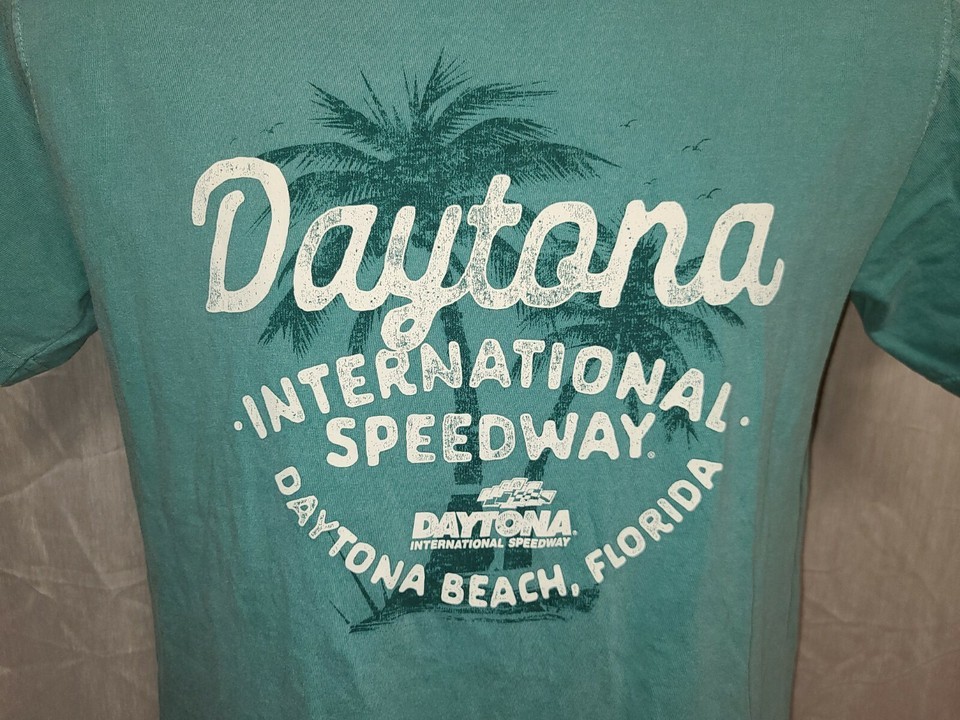 Daytona
·INTERNATIONAL·
SPEEDWAY®
DAYTONA®
INTERNATIONAL SPEEDWAY
DAYTONA BEACH, FLORIDA